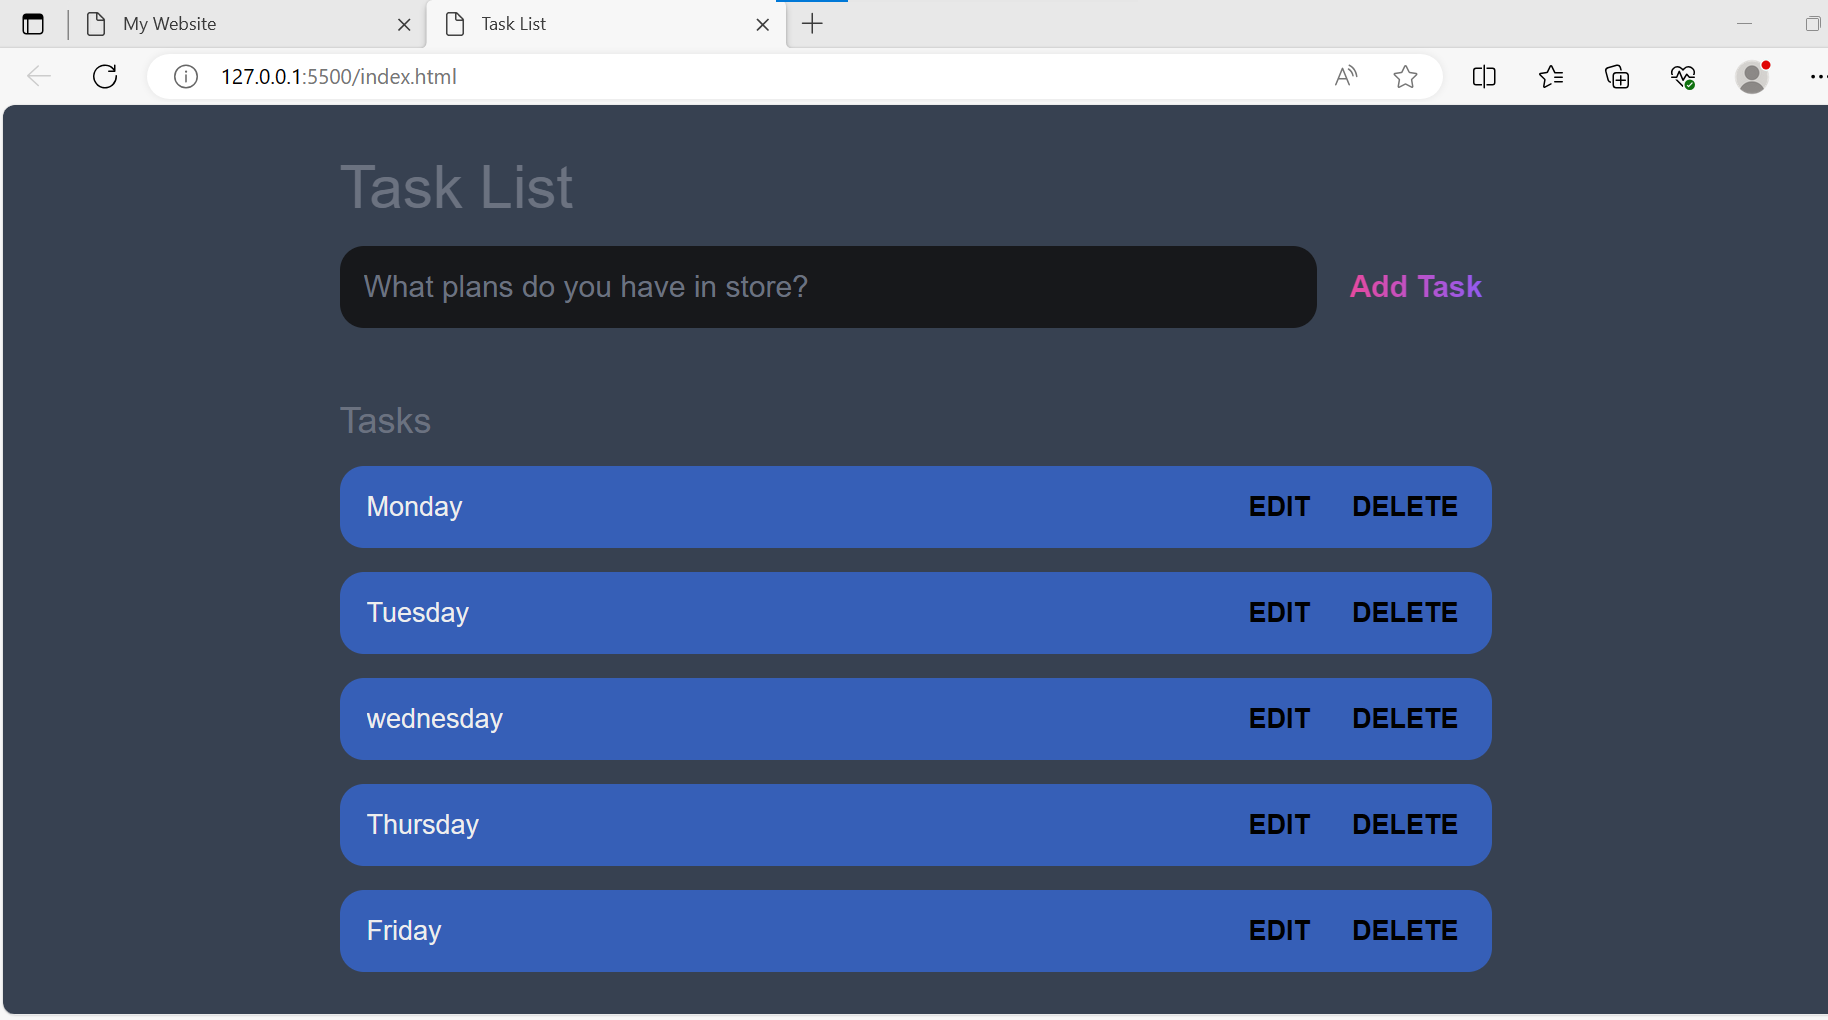 My Website
Task List
127.0.0.1:5500/index.html
Task List
What plans do you have in store? Add Task
Tasks
Monday EDIT DELETE
Tuesday EDIT DELETE
wednesday EDIT DELETE
Thursday EDIT DELETE
Friday EDIT DELETE